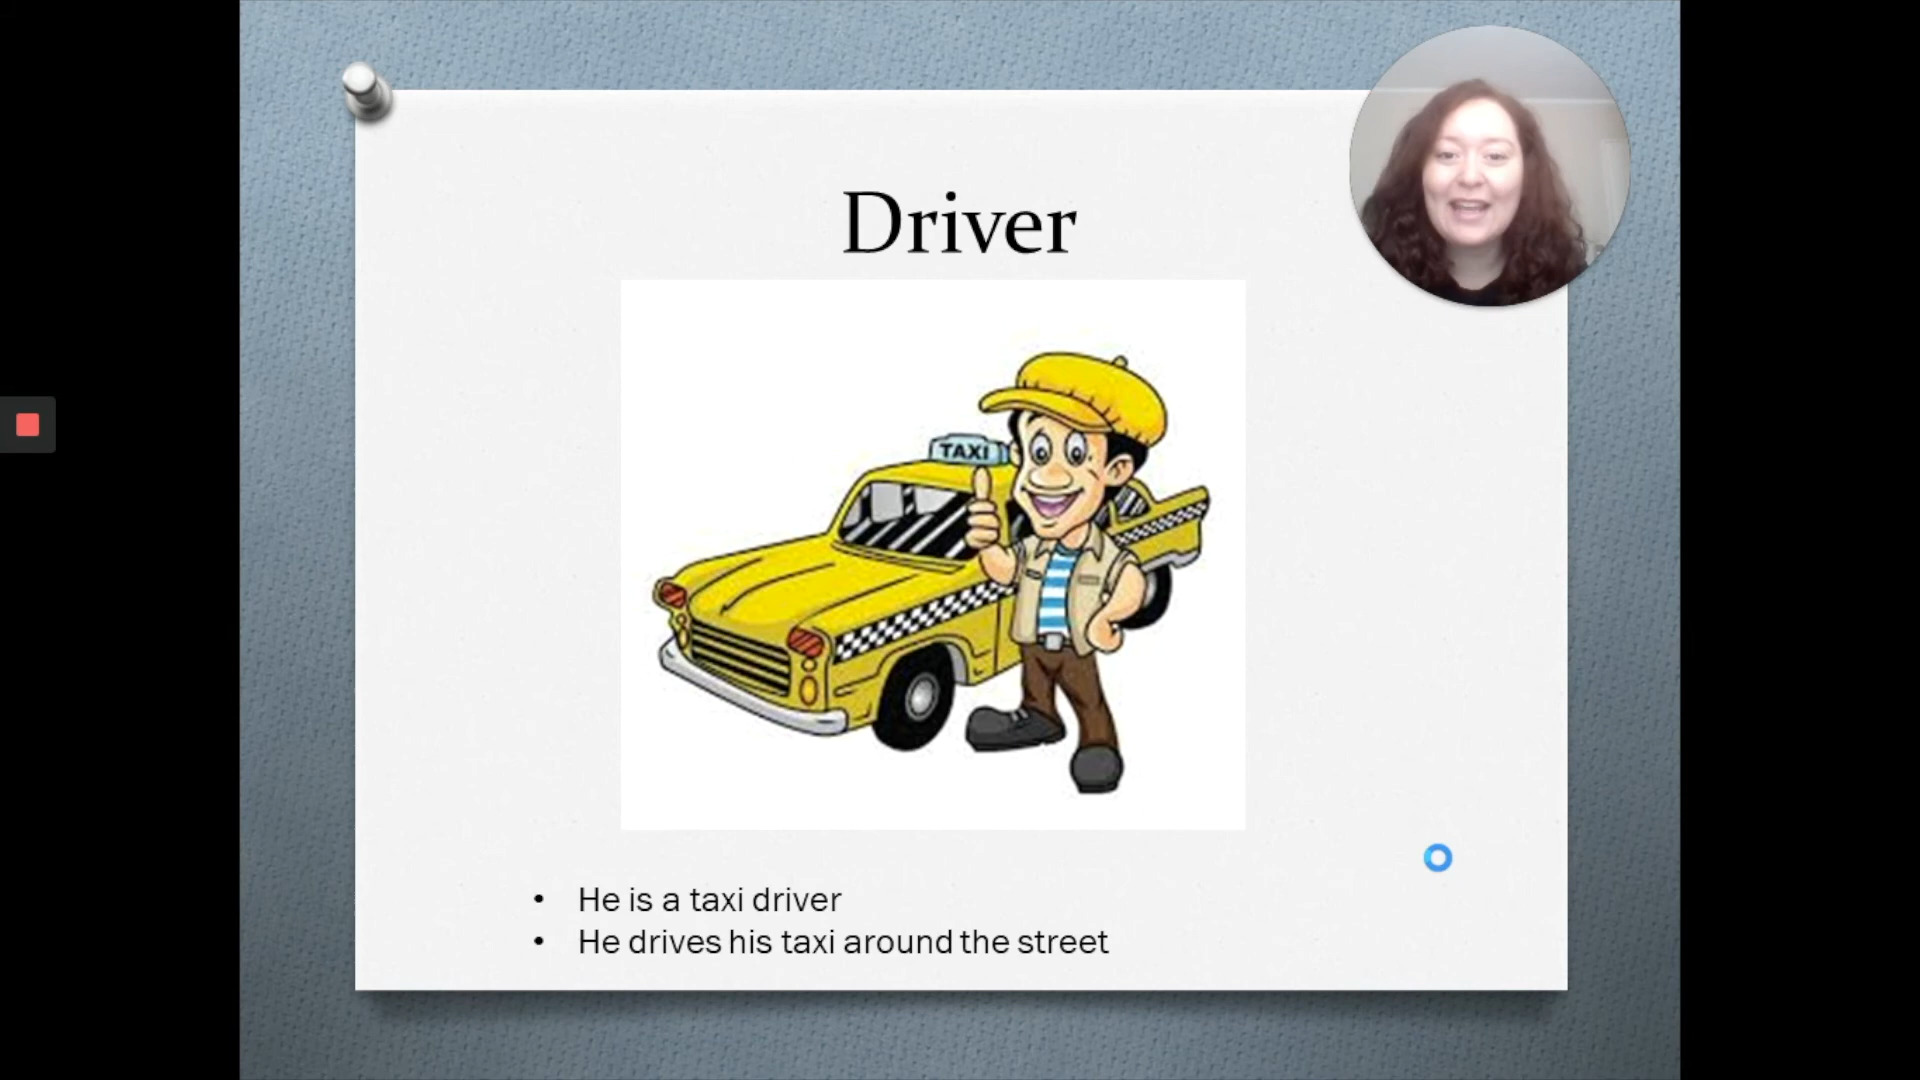 Driver
TAXI
• He is a taxi driver
• He drives his taxi around the street